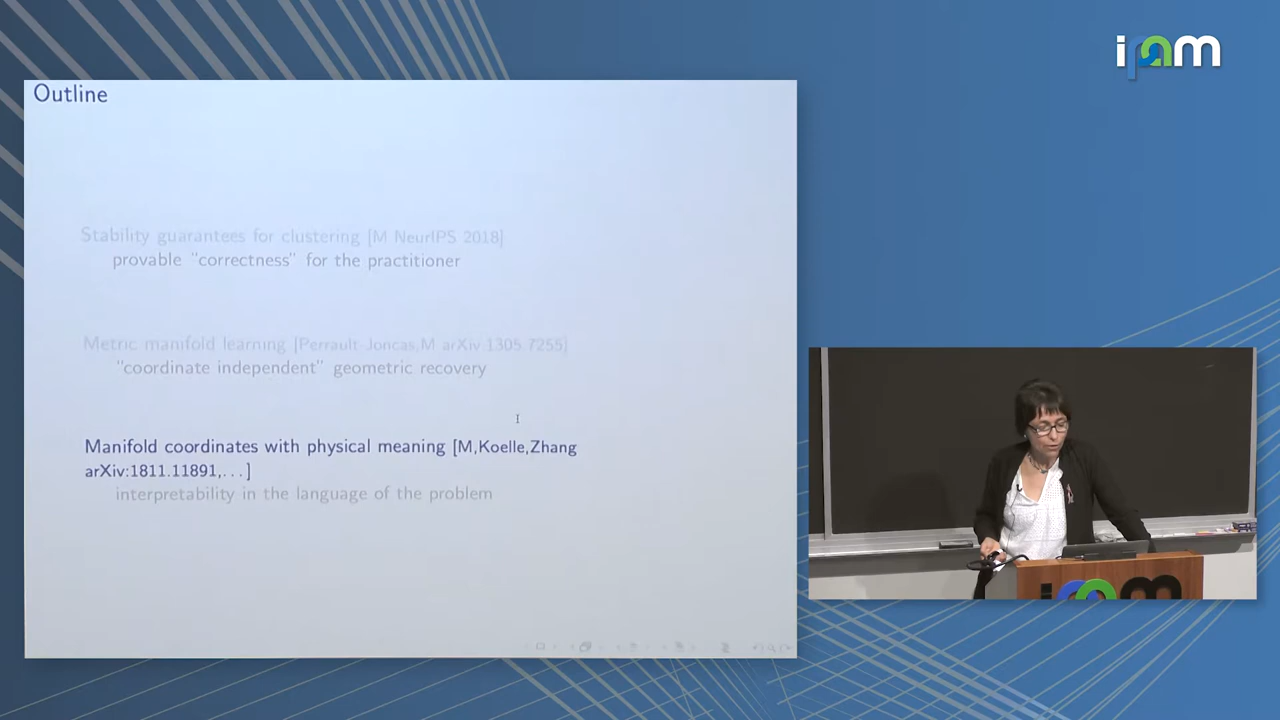 ipam
Outline
Stability guarantees for clustering [M NeurIPS 2018]
provable “correctness” for the practitioner
Metric manifold learning [Perrault-Joncas,M arXiv 1305.7255]
“coordinate independent” geometric recovery
Manifold coordinates with physical meaning [M,Koelle,Zhang
arXiv:1811.11891,...]
interpretability in the language of the problem
ipam